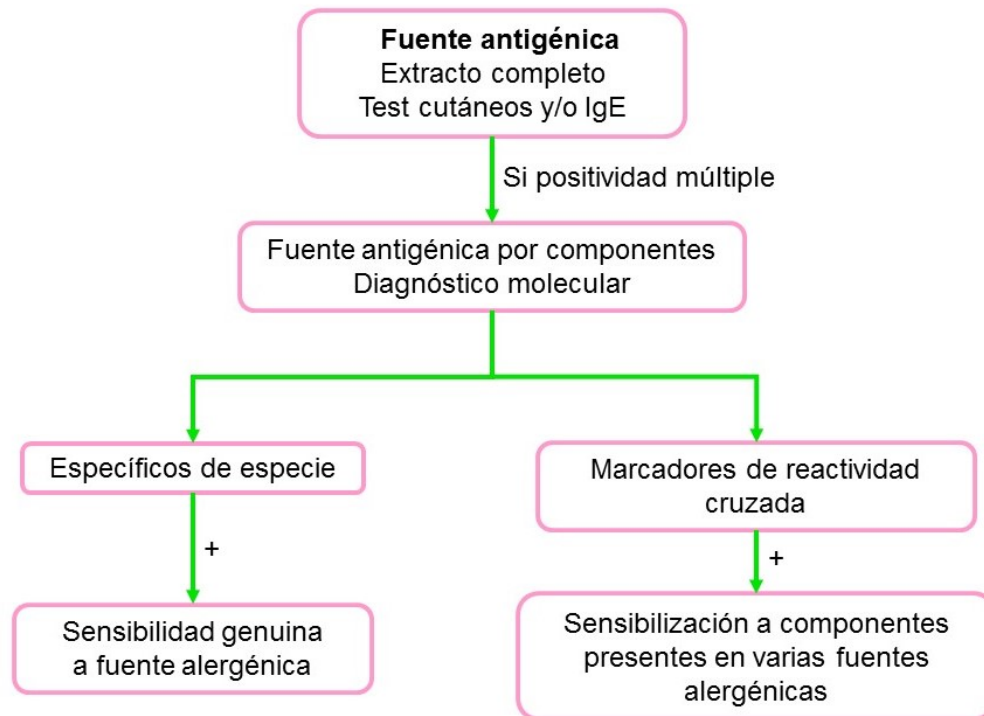 Fuente antigénica
Extracto completo
Test cutáneos y/o IgE
Si positividad múltiple
Fuente antigénica por componentes
Diagnóstico molecular
Específicos de especie
Marcadores de reactividad
cruzada
+
+
Sensibilidad genuina
a fuente alergénica
Sensibilización a componentes
presentes en varias fuentes
alergénicas